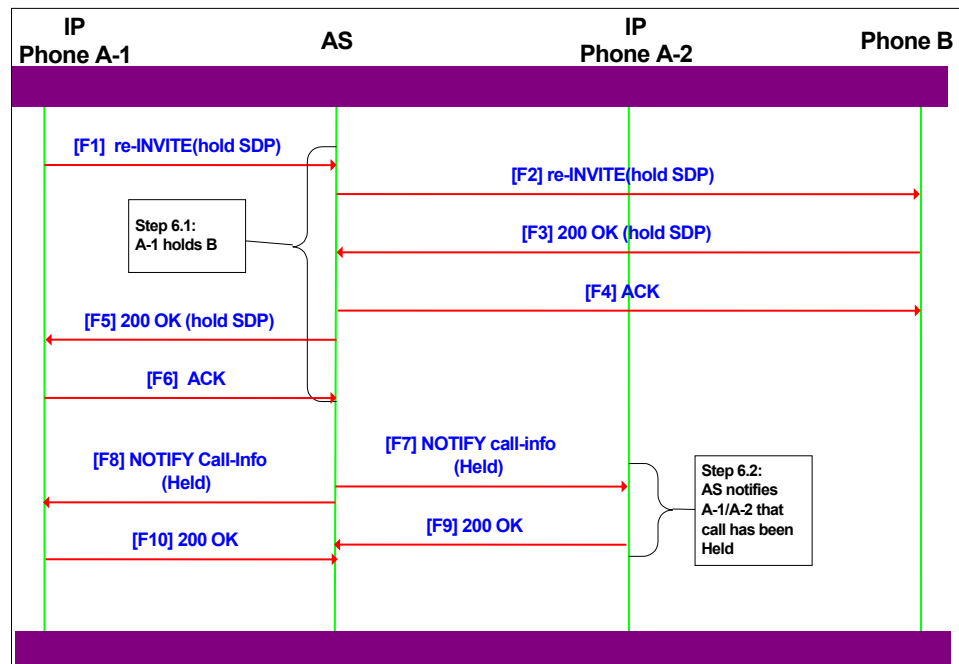 IP
Phone A-1
AS
IP
Phone A-2
Phone B
[F1] re-INVITE(hold SDP)
[F2] re-INVITE(hold SDP)
Step 6.1:
A-1 holds B
[F3] 200 OK (hold SDP)
[F4] ACK
[F5] 200 OK (hold SDP)
[F6] ACK
[F7] NOTIFY call-info
(Held)
[F8] NOTIFY Call-Info
(Held)
Step 6.2:
AS notifies
A-1/A-2 that
call has been
Held
[F9] 200 OK
[F10] 200 OK